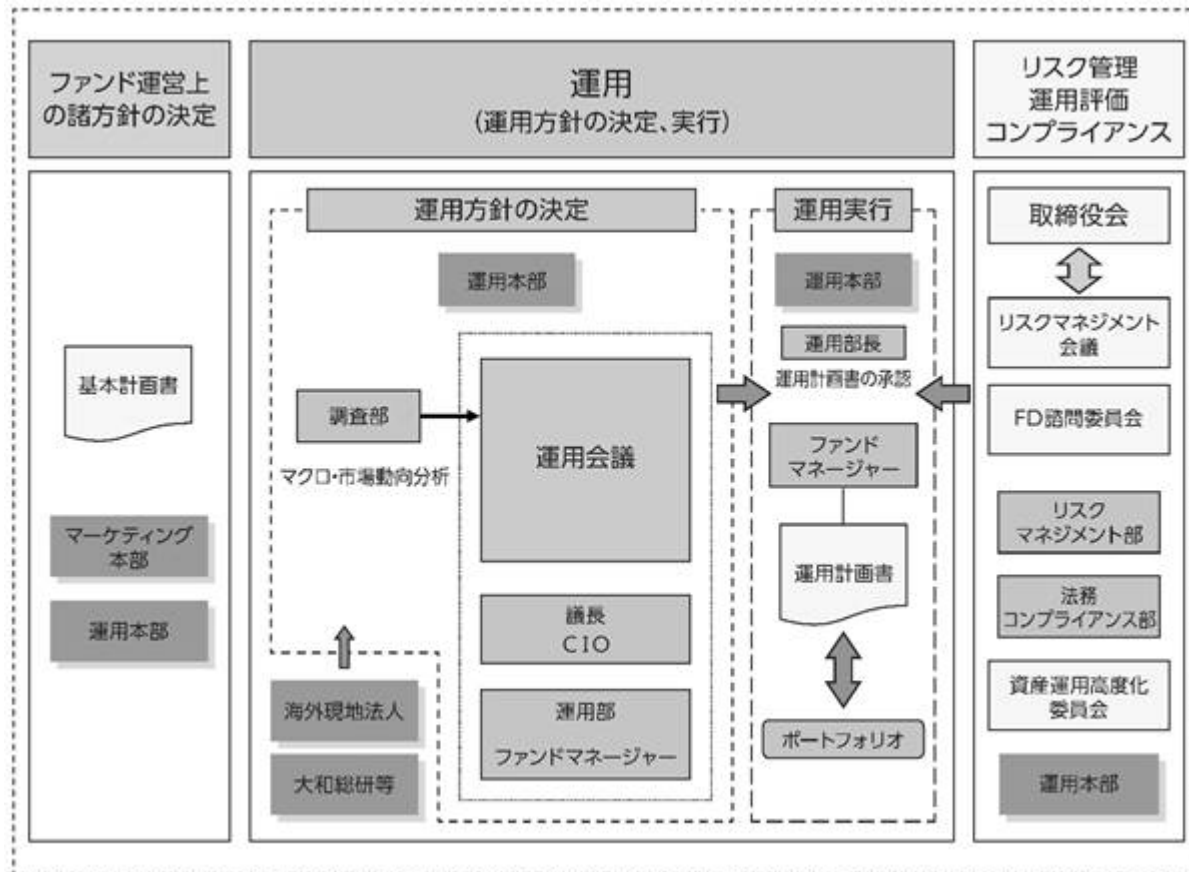 ファンド運営上
の諸方針の決定
運用
(運用方針の決定、実行)
リスク管理
運用評価
コンプライアンス
基本計画書
マーケティング
本部
運用本部
運用方針の決定
運用本部
調査部
マクロ・市場動向分析
運用会議
議長
CIO
運用部
ファンドマネージャー
海外現地法人
大和総研等
運用実行
運用本部
運用部長
運用計画書の承認
ファンド
マネージャー
運用計画書
ポートフォリオ
取締役会
リスクマネジメント
会議
FD諮問委員会
リスク
マネジメント部
法務
コンプライアンス部
資産運用高度化
委員会
運用本部